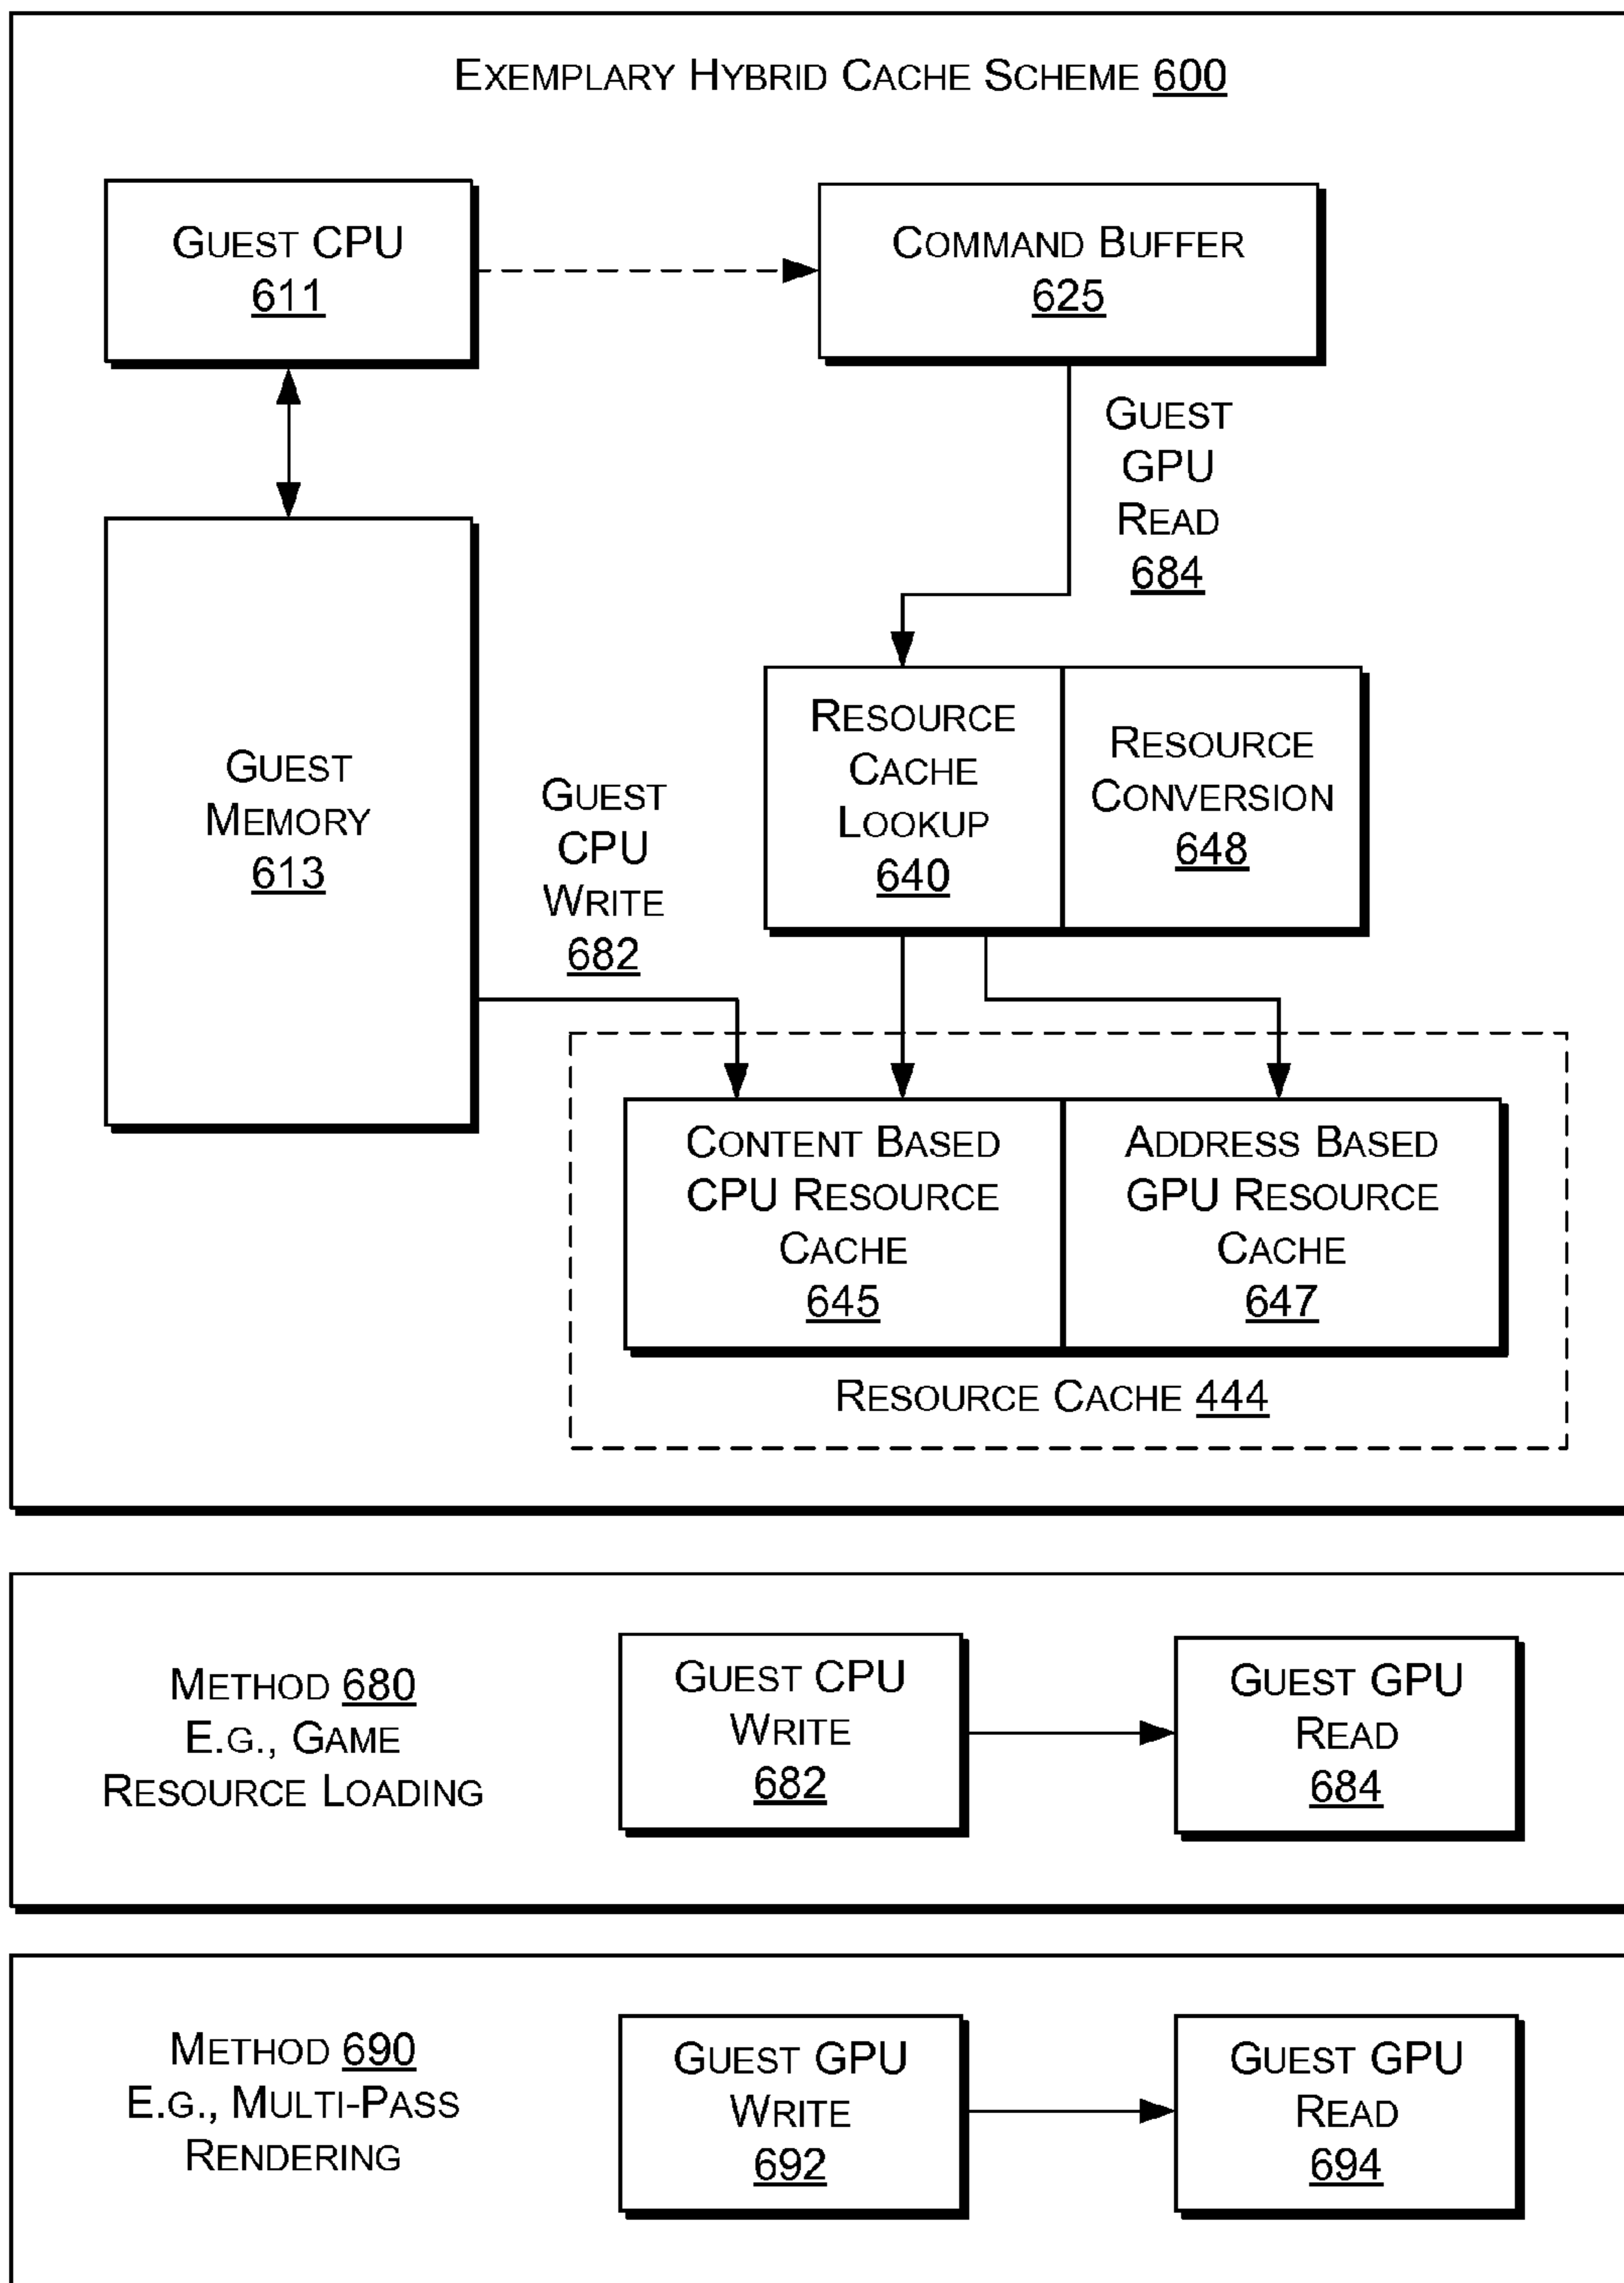 EXEMPLARY HYBRID CACHE SCHEME 600
GUEST CPU
611
COMMAND BUFFER
625
GUEST
GPU
READ
684
GUEST
MEMORY
613
GUEST
CPU
WRITE
682
RESOURCE
CACHE
LOOKUP
640
RESOURCE
CONVERSION
648
CONTENT BASED
CPU RESOURCE
CACHE
645
ADDRESS BASED
GPU RESOURCE
CACHE
647
RESOURCE CACHE 444
METHOD 680
E.G., GAME
RESOURCE LOADING
GUEST CPU
WRITE
682
GUEST GPU
READ
684
METHOD 690
E.G., MULTI-PASS
RENDERING
GUEST GPU
WRITE
692
GUEST GPU
READ
694